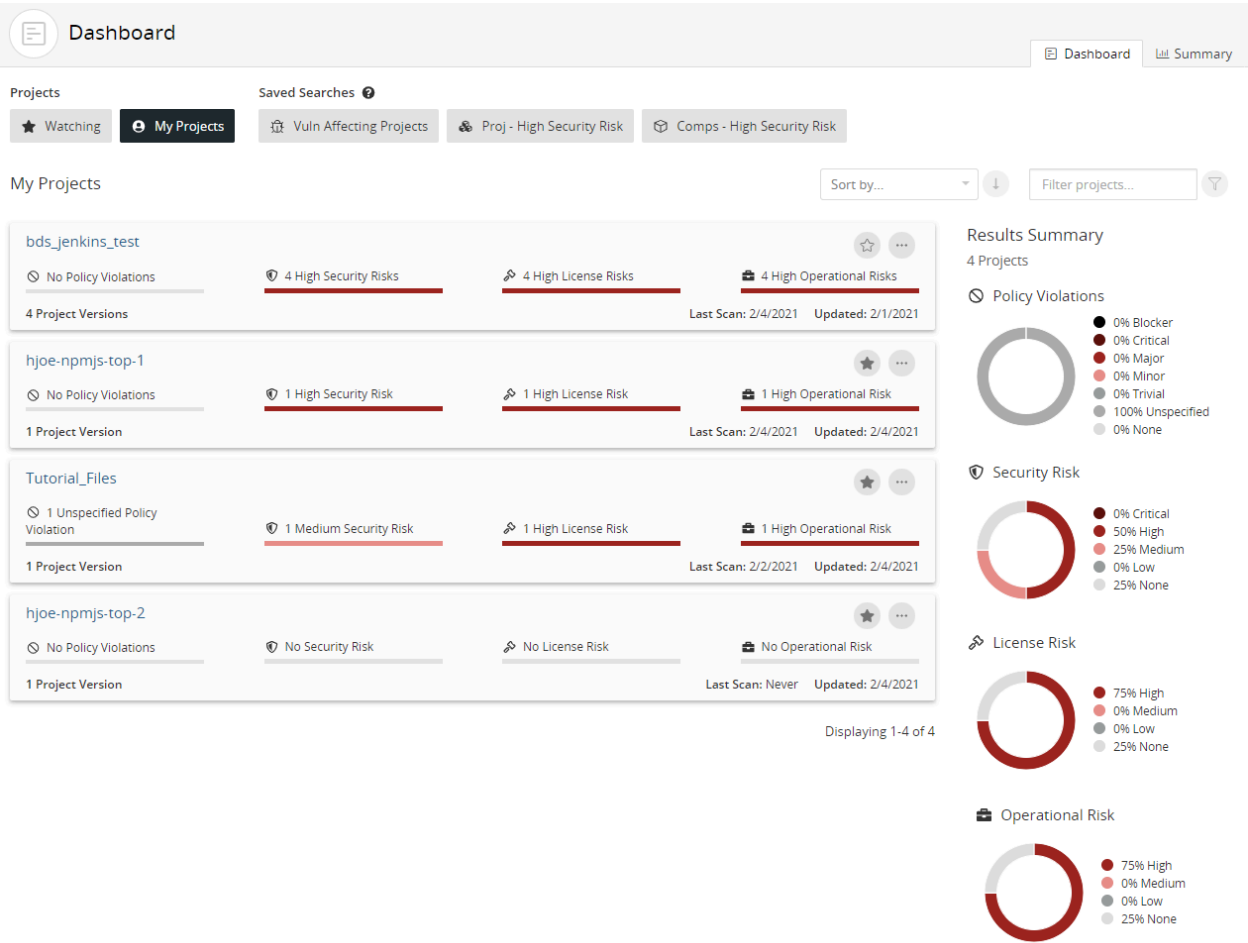 Dashboard
Dashboard Summary
Projects Saved Searches ?
Watching My Projects Vuln Affecting Projects Proj - High Security Risk Comps - High Security Risk
My Projects Sort by... Filter projects...
bds_jenkins_test
No Policy Violations 4 High Security Risks 4 High License Risks 4 High Operational Risks
4 Project Versions Last Scan: 2/4/2021 Updated: 2/1/2021
hjoe-npmjs-top-1
No Policy Violations 1 High Security Risk 1 High License Risk 1 High Operational Risk
1 Project Version Last Scan: 2/4/2021 Updated: 2/4/2021
Tutorial_Files
1 Unspecified Policy
Violation 1 Medium Security Risk 1 High License Risk 1 High Operational Risk
1 Project Version Last Scan: 2/2/2021 Updated: 2/4/2021
hjoe-npmjs-top-2
No Policy Violations No Security Risk No License Risk No Operational Risk
1 Project Version Last Scan: Never Updated: 2/4/2021
Displaying 1-4 of 4
Results Summary
4 Projects
Policy Violations
0% Blocker
0% Critical
0% Major
0% Minor
0% Trivial
100% Unspecified
0% None
Security Risk
0% Critical
50% High
25% Medium
0% Low
25% None
License Risk
75% High
0% Medium
0% Low
25% None
Operational Risk
75% High
0% Medium
0% Low
25% None